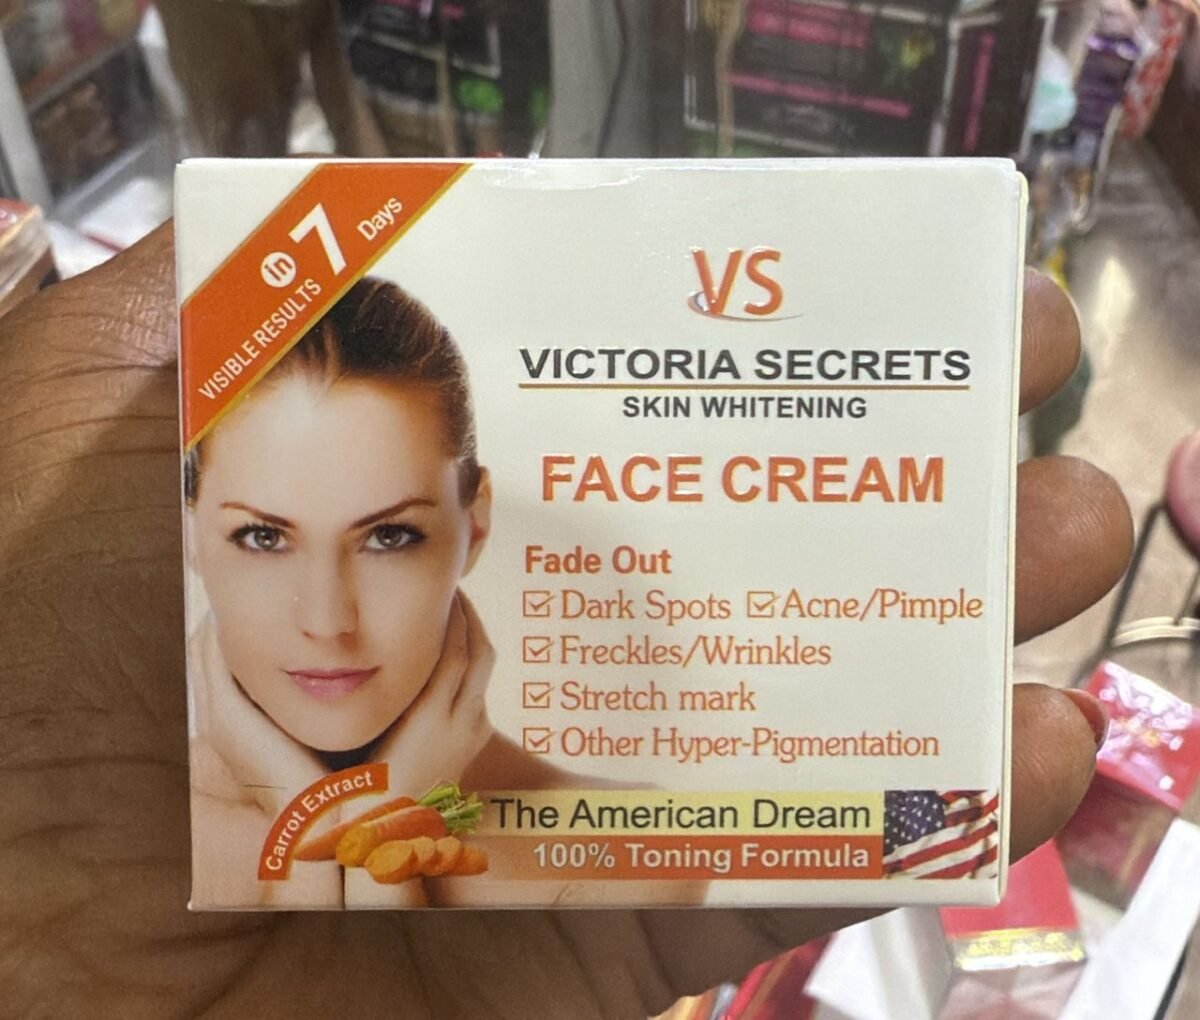 VISIBLE RESULTS in 7 Days
VS
VICTORIA SECRETS
SKIN WHITENING
FACE CREAM
Fade Out
Dark Spots Acne/Pimple
Freckles/Wrinkles
Stretch mark
Other Hyper-Pigmentation
Carrot Extract
The American Dream
100% Toning Formula